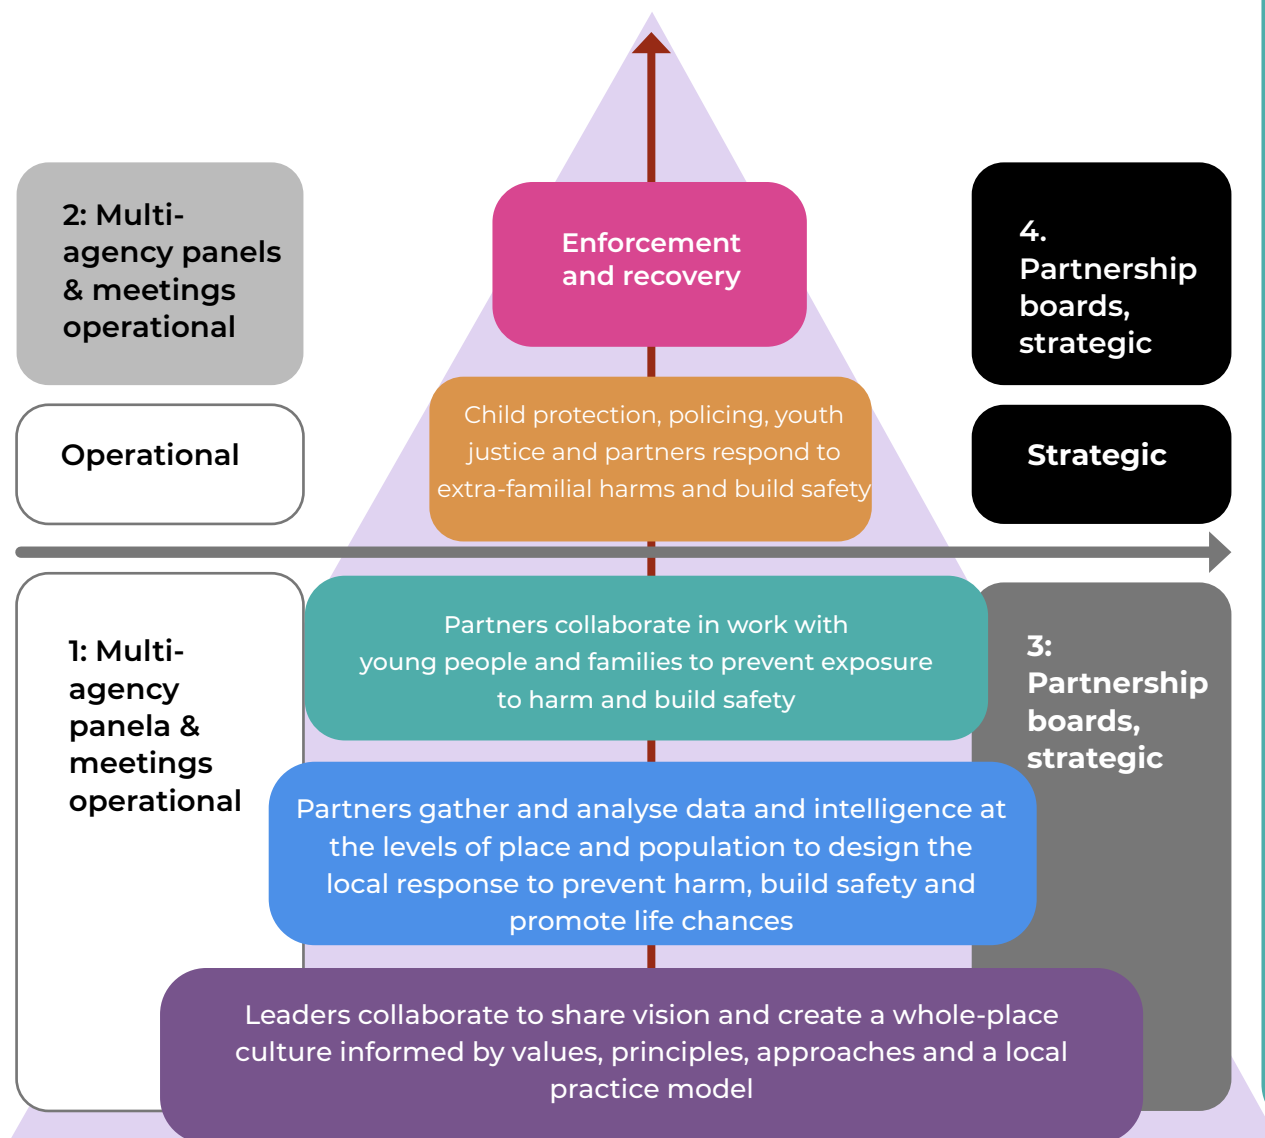 2: Multi-
agency panels
& meetings
operational
Enforcement
and recovery
4.
Partnership
boards,
strategic
Child protection, policing, youth
justice and partners respond to
extra-familial harms and build safety
Operational
Strategic
1: Multi-
agency
panela &
meetings
operational
Partners collaborate in work with
young people and families to prevent exposure
to harm and build safety
3:
Partnership
boards,
strategic
Partners gather and analyse data and intelligence at
the levels of place and population to design the
local response to prevent harm, build safety and
promote life chances
Leaders collaborate to share vision and create a whole-place
culture informed by values, principles, approaches and a local
practice model